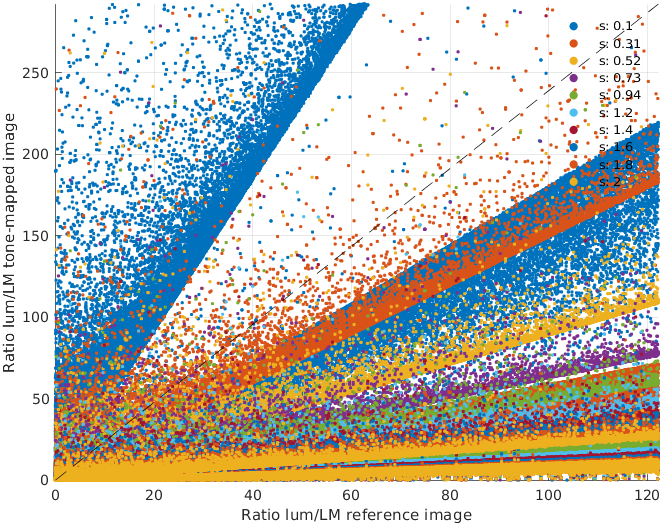 Ratio lum/LM tone-mapped image
250
200
150
100
50
0
0
20
40
60
80
100
120
Ratio lum/LM reference image
s: 0.1
s: 0.31
s: 0.52
s: 0.73
s: 0.94
s: 1.2
s: 1.4
s: 1.6
s: 1.8
s: 2